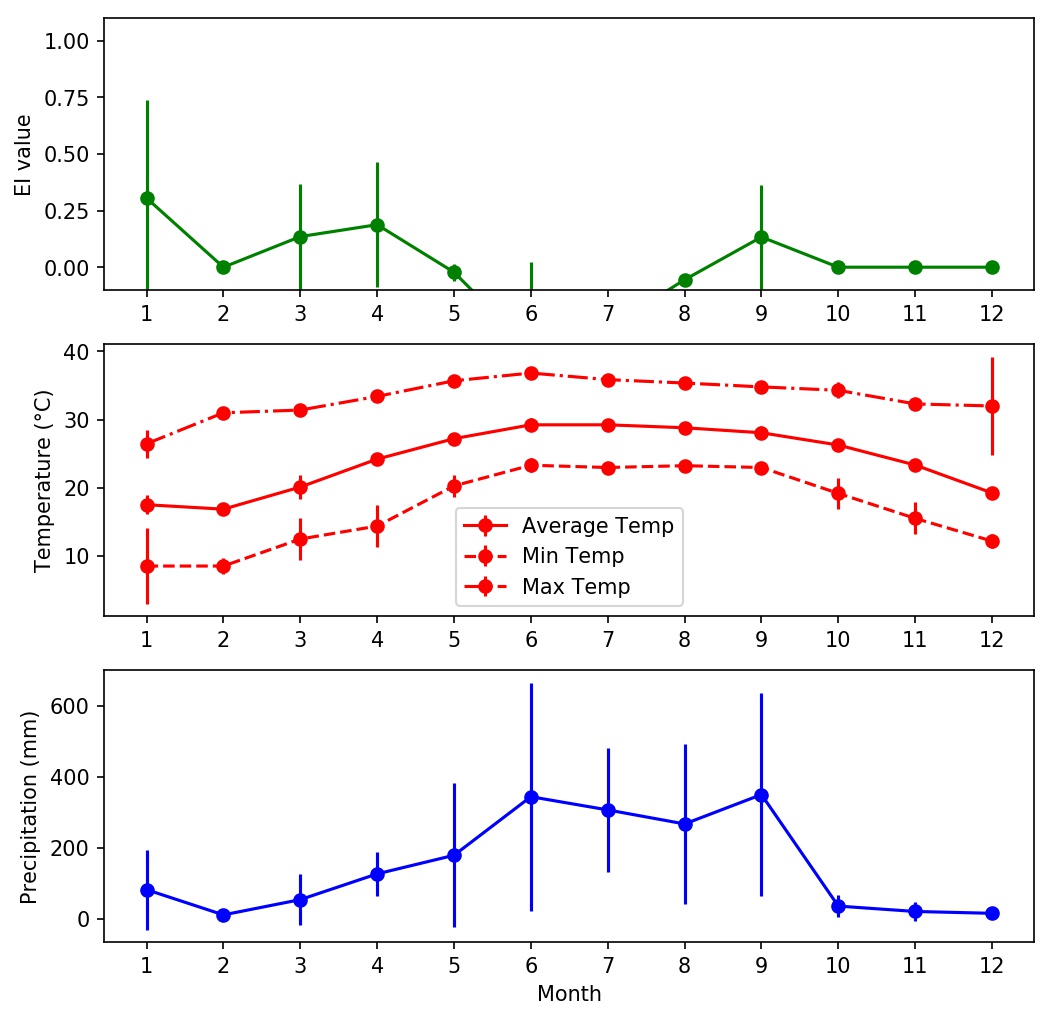 1.00
0.75
0.50
0.25
0.00
EI value
1 2 3 4 5 6 7 8 9 10 11 12
40
30
20
10
Temperature (°C)
Average Temp
Min Temp
Max Temp
1 2 3 4 5 6 7 8 9 10 11 12
600
400
200
0
Precipitation (mm)
1 2 3 4 5 6 7 8 9 10 11 12
Month